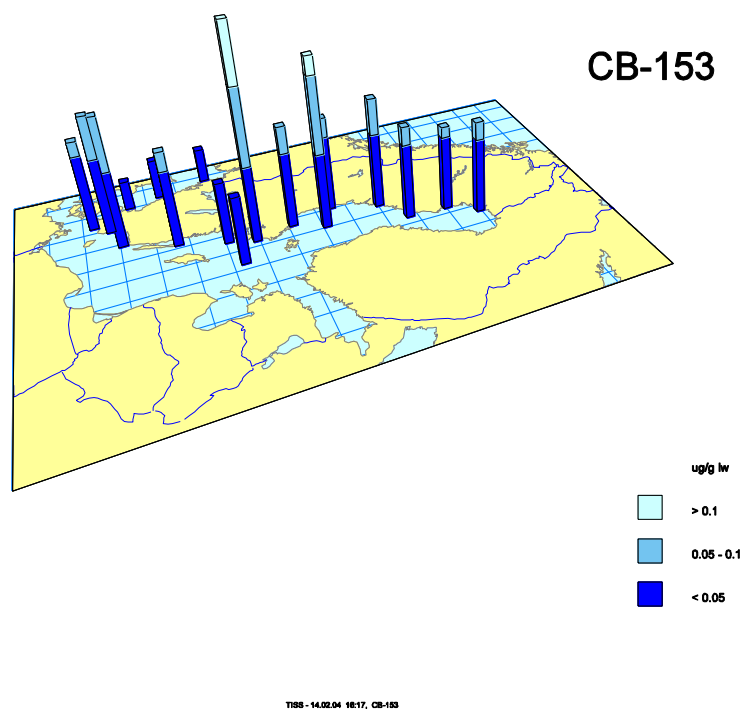 CB-153
ug/g lw
> 0.1
0.05 - 0.1
< 0.05
TISS - 14.02.04 16:17, CB-153